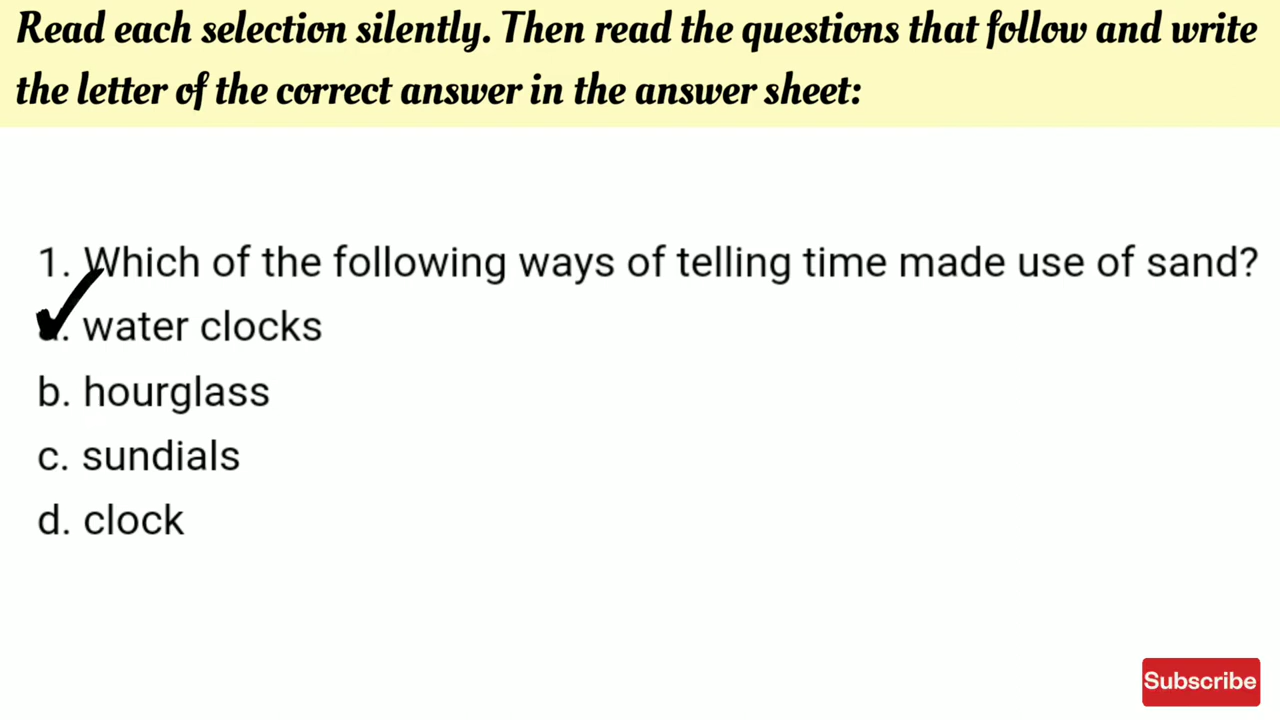 Read each selection silently. Then read the questions that follow and write
the letter of the correct answer in the answer sheet:
1. Which of the following ways of telling time made use of sand?
a. water clocks
b. hourglass
c. sundials
d. clock
Subscribe